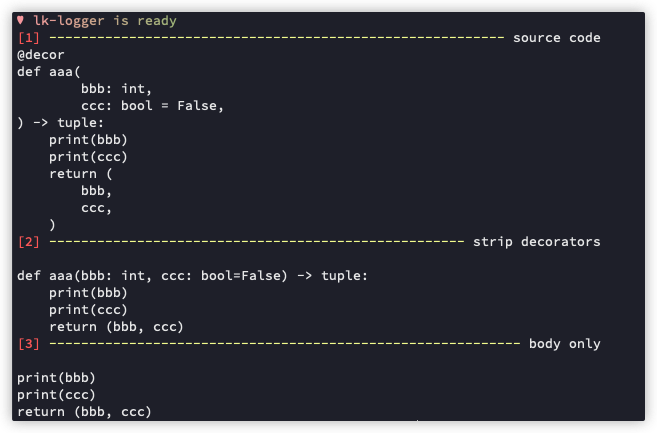 lk-logger is ready
[1] --------------------------------------------------------- source code
@decor
def aaa(
        bbb: int,
        ccc: bool = False,
) -> tuple:
    print(bbb)
    print(ccc)
    return (
        bbb,
        ccc,
    )
[2] ---------------------------------------------------- strip decorators
def aaa(bbb: int, ccc: bool=False) -> tuple:
    print(bbb)
    print(ccc)
    return (bbb, ccc)
[3] ----------------------------------------------------------- body only
print(bbb)
print(ccc)
return (bbb, ccc)